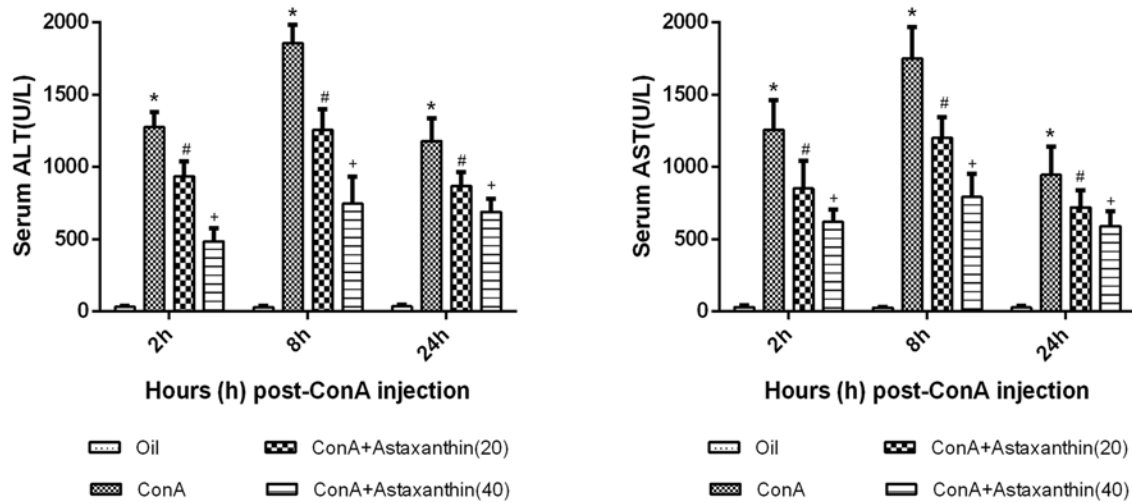 Serum ALT(U/L)
2000
1500
1000
500
0
*
#
+
*
#
+
*
#
+
2h
8h
24h
Hours (h) post-ConA injection
Oil
ConA+Astaxanthin(20)
ConA
ConA+Astaxanthin(40)
Serum AST(U/L)
2000
1500
1000
500
0
*
#
+
*
#
+
*
#
+
2h
8h
24h
Hours (h) post-ConA injection
Oil
ConA+Astaxanthin(20)
ConA
ConA+Astaxanthin(40)